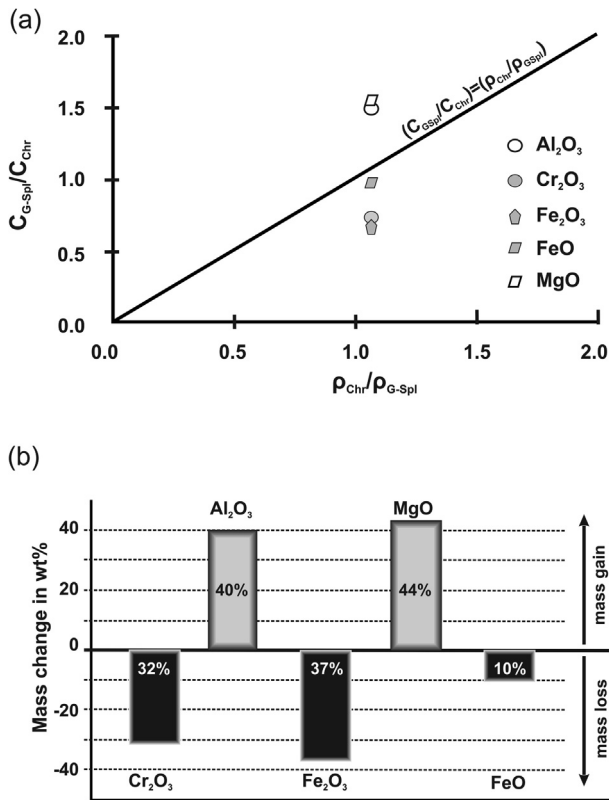 (a)
2.0
1.5
1.0
0.5
0.0
C_G-Spl/C_Chr
(C_GSpl/C_Chr)=(ρ_Chr/ρ_GSpl)
Al₂O₃
Cr₂O₃
Fe₂O₃
FeO
MgO
0.0 0.5 1.0 1.5 2.0
ρ_Chr/ρ_G-Spl
(b)
Al₂O₃ MgO
40
20
0
-20
-40
Mass change in wt%
40% 44%
32% 37% 10%
mass gain
mass loss
Cr₂O₃ Fe₂O₃ FeO